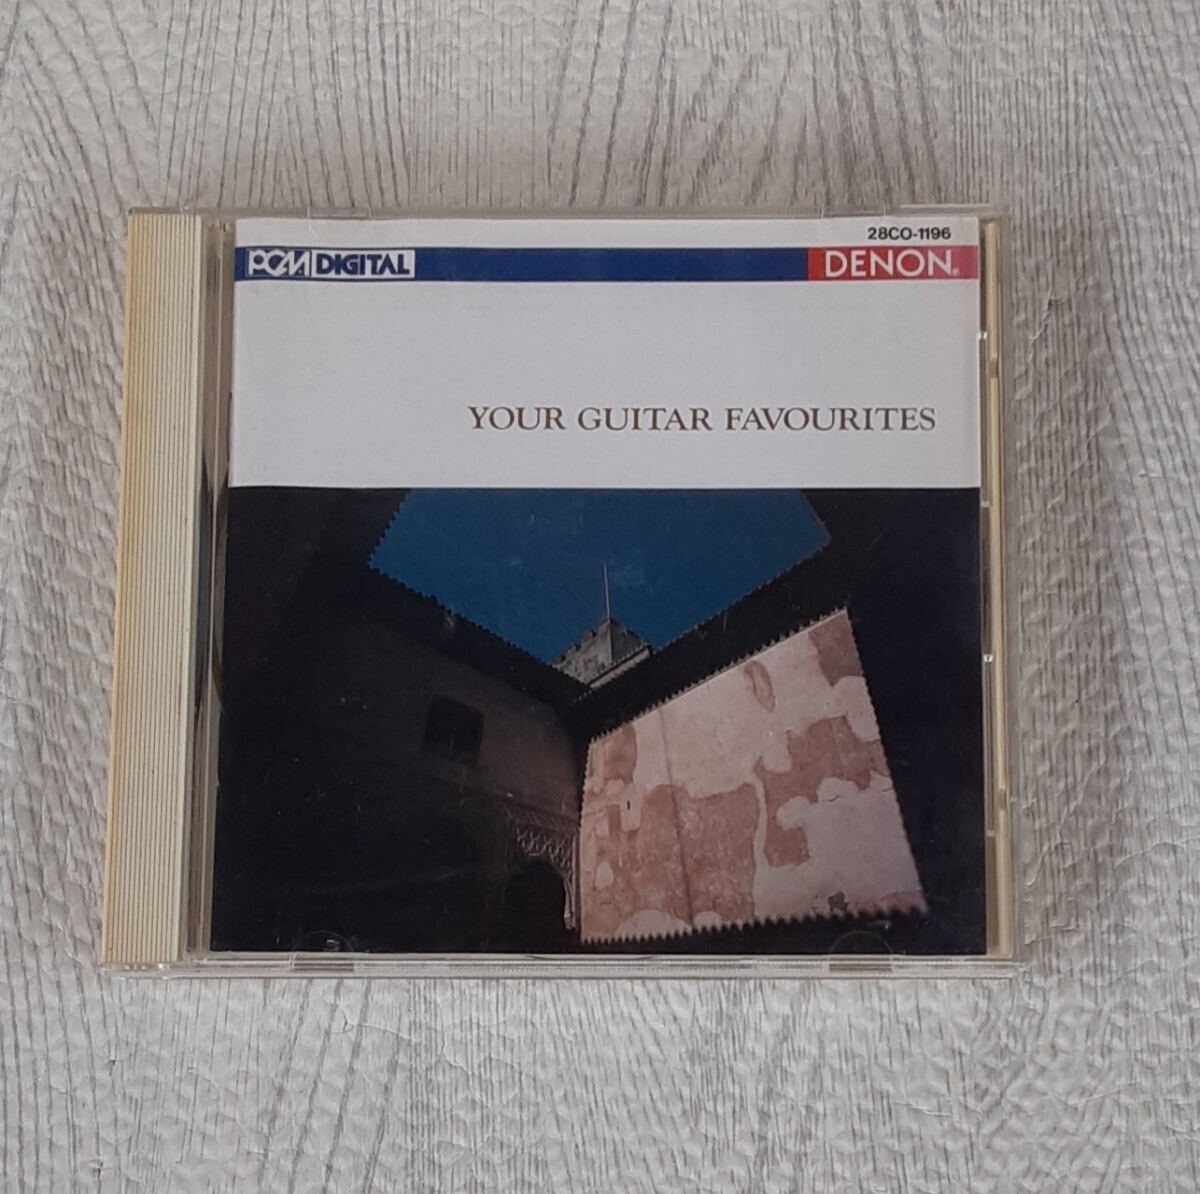 28CO-1196
PCM DIGITAL DENON®
YOUR GUITAR FAVOURITES